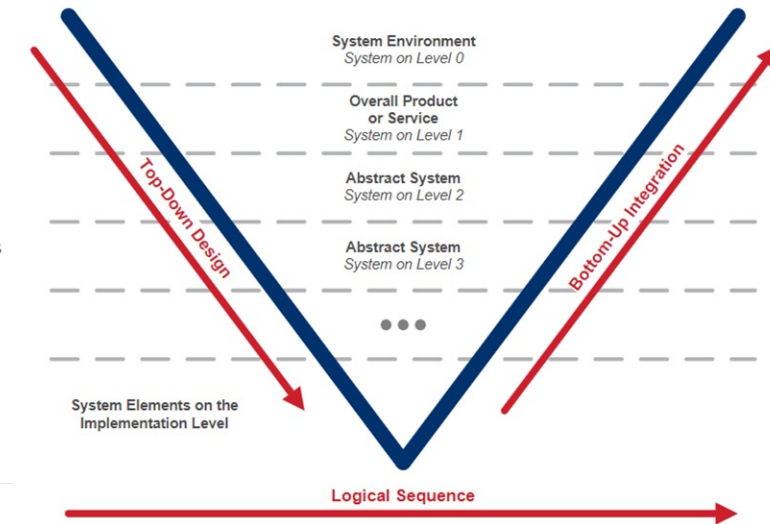 System Environment
System on Level 0
Overall Product
or Service
System on Level 1
Top-Down Design
Abstract System
System on Level 2
Bottom-Up Integration
Abstract System
System on Level 3
System Elements on the
Implementation Level
Logical Sequence